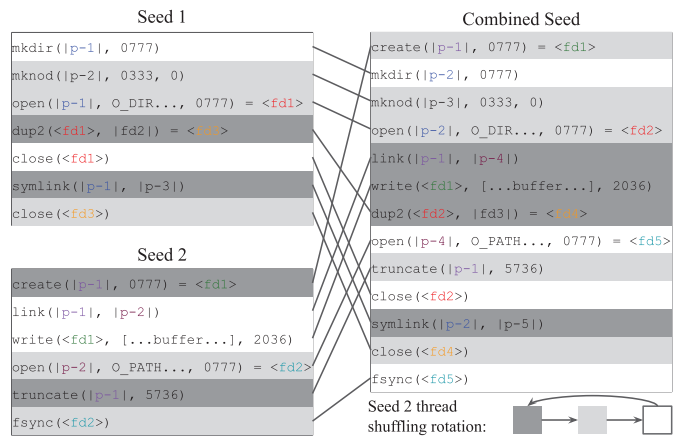 Seed 1
mkdir(|p-1|, 0777)
mknod(|p-2|, 0333, 0)
open(|p-1|, O_DIR..., 0777) = <fd1>
dup2(<fd1>, |fd2|) = <fd3>
close(<fd1>)
symlink(|p-1|, |p-3|)
close(<fd3>)
Seed 2
create(|p-1|, 0777) = <fd1>
link(|p-1|, |p-2|)
write(<fd1>, [...buffer...], 2036)
open(|p-2|, O_PATH..., 0777) = <fd2>
truncate(|p-1|, 5736)
fsync(<fd2>)
Combined Seed
create(|p-1|, 0777) = <fd1>
mkdir(|p-2|, 0777)
mknod(|p-3|, 0333, 0)
open(|p-2|, O_DIR..., 0777) = <fd2>
link(|p-1|, |p-4|)
write(<fd1>, [...buffer...], 2036)
dup2(<fd2>, |fd3|) = <fd4>
open(|p-4|, O_PATH..., 0777) = <fd5>
truncate(|p-1|, 5736)
close(<fd2>)
symlink(|p-2|, |p-5|)
close(<fd4>)
fsync(<fd5>)
Seed 2 thread
shuffling rotation: